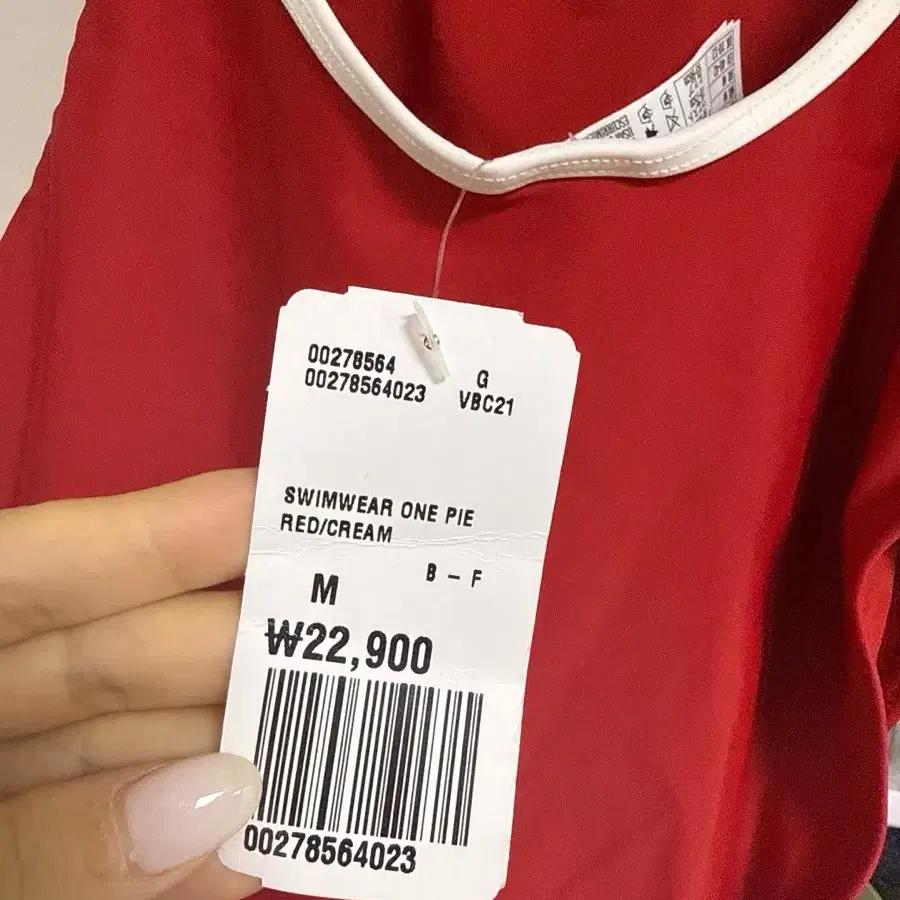 00278564
00278564023
G
VBC21
SWIMWEAR ONE PIE
RED/CREAM
B - F
M
₩22,900
00278564023